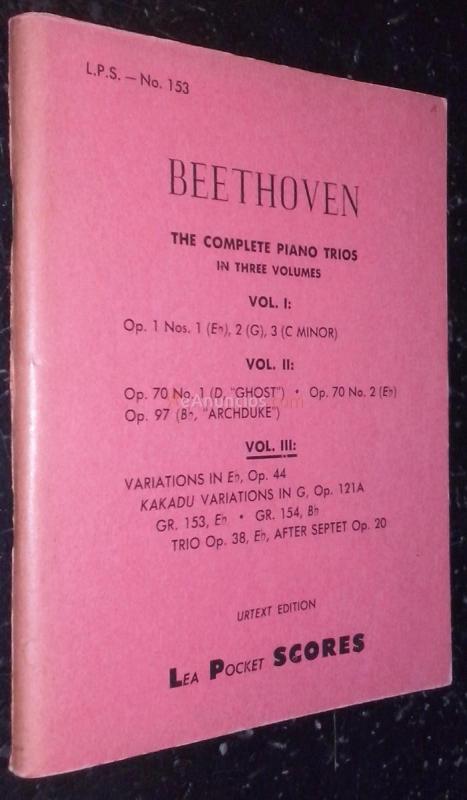 L.P.S. — No. 153
BEETHOVEN
THE COMPLETE PIANO TRIOS
IN THREE VOLUMES
VOL. I:
Op. 1 Nos. 1 (E♭), 2 (G), 3 (C MINOR)
VOL. II:
Op. 70 No. 1 (D, "GHOST") • Op. 70 No. 2 (E♭)
Op. 97 (B♭, "ARCHDUKE")
VOL. III:
VARIATIONS IN E♭, Op. 44
KAKADU VARIATIONS IN G, Op. 121A
GR. 153, E♭ • GR. 154, B♭
TRIO Op. 38, E♭, AFTER SEPTET Op. 20
URTEXT EDITION
LEA POCKET SCORES